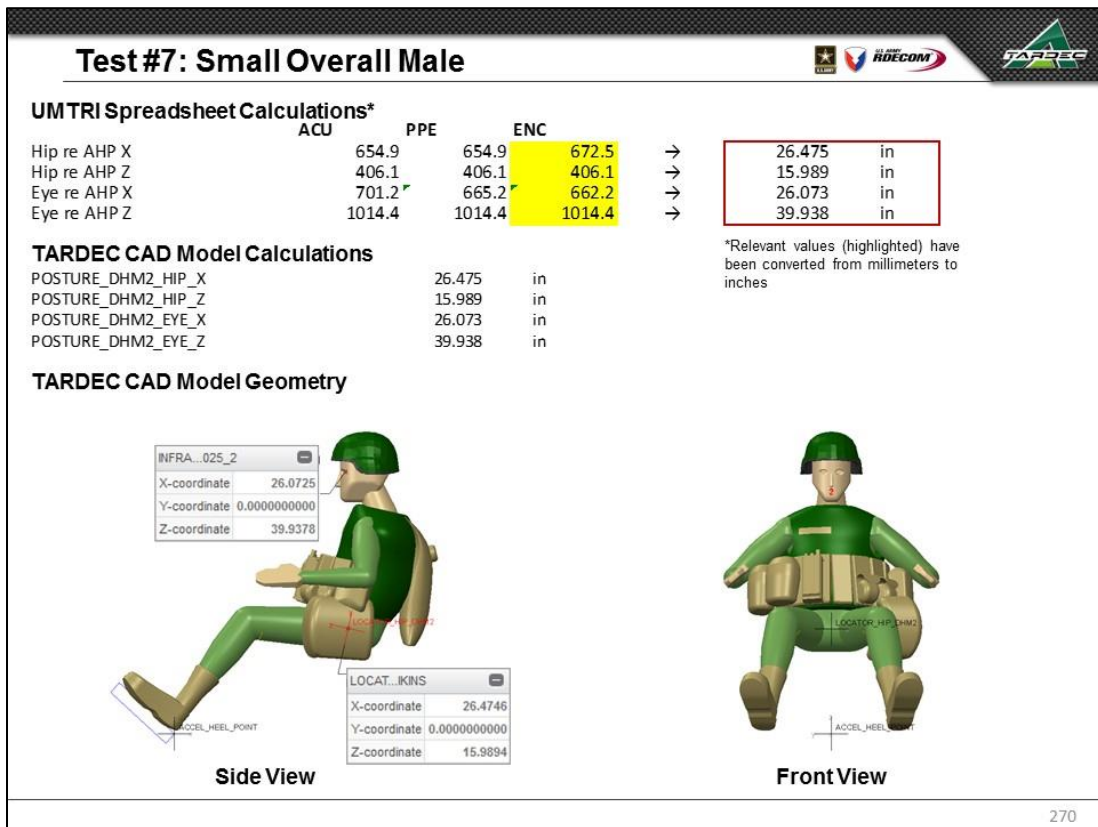 Test #7: Small Overall Male
U.S. ARMY
U.S. ARMY
RDECOM
TARDEC
UMTRI Spreadsheet Calculations*
ACU PPE ENC
Hip re AHP X 654.9 654.9 672.5 → 26.475 in
Hip re AHP Z 406.1 406.1 406.1 → 15.989 in
Eye re AHP X 701.2 665.2 662.2 → 26.073 in
Eye re AHP Z 1014.4 1014.4 1014.4 → 39.938 in
*Relevant values (highlighted) have
been converted from millimeters to
inches
TARDEC CAD Model Calculations
POSTURE_DHM2_HIP_X 26.475 in
POSTURE_DHM2_HIP_Z 15.989 in
POSTURE_DHM2_EYE_X 26.073 in
POSTURE_DHM2_EYE_Z 39.938 in
TARDEC CAD Model Geometry
INFRA...025_2
X-coordinate 26.0725
Y-coordinate 0.0000000000
Z-coordinate 39.9378
LOCATOR_HIP_DHM2
LOCAT...IKINS
X-coordinate 26.4746
Y-coordinate 0.0000000000
Z-coordinate 15.9894
ACCEL_HEEL_POINT
Side View
LOCATOR_HIP_DHM2
ACCEL_HEEL_POINT
Front View
270